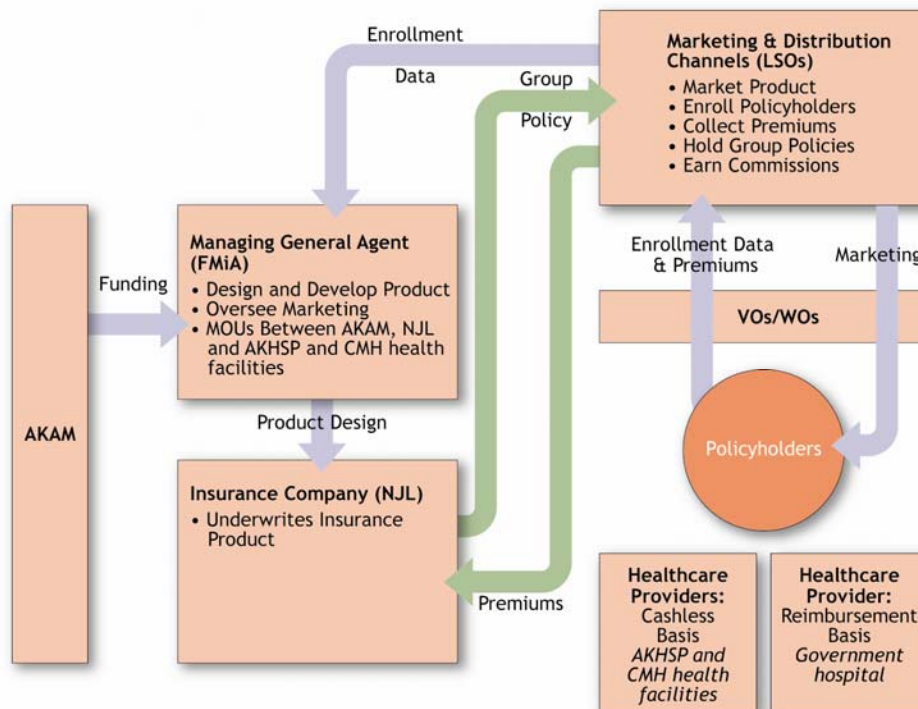 Enrollment
Data
Group
Policy
Marketing & Distribution
Channels (LSOs)
• Market Product
• Enroll Policyholders
• Collect Premiums
• Hold Group Policies
• Earn Commissions
Managing General Agent
(FMiA)
• Design and Develop Product
• Oversee Marketing
• MOUs Between AKAM, NJL
and AKHSP and CMH health
facilities
Funding
AKAM
Enrollment Data
& Premiums
Marketing
VOs/WOs
Policyholders
Product Design
Insurance Company (NJL)
• Underwrites Insurance
Product
Premiums
Healthcare
Providers:
Cashless
Basis
AKHSP and
CMH health
facilities
Healthcare
Provider:
Reimbursement
Basis
Government
hospital